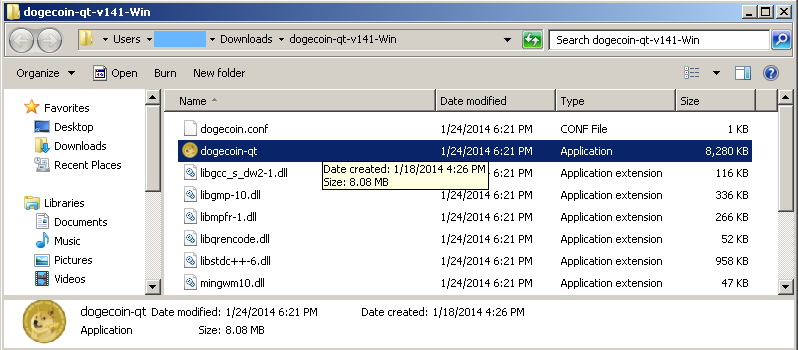 dogecoin-qt-v141-Win
Users Downloads dogecoin-qt-v141-Win Search dogecoin-qt-v141-Win
Organize Open Burn New folder
Name Date modified Type Size
Favorites
Desktop
Downloads
Recent Places
Libraries
Documents
Music
Pictures
Videos
dogecoin.conf 1/24/2014 6:21 PM CONF File 1 KB
dogecoin-qt 1/24/2014 6:21 PM Application 8,280 KB
Date created: 1/18/2014 4:26 PM
Size: 8.08 MB
libgcc_s_dw2-1.dll 1/24/2014 6:21 PM Application extension 116 KB
libgmp-10.dll 1/24/2014 6:21 PM Application extension 336 KB
libmpfr-1.dll 1/24/2014 6:21 PM Application extension 266 KB
libqrencode.dll 1/24/2014 6:21 PM Application extension 52 KB
libstdc++-6.dll 1/24/2014 6:21 PM Application extension 958 KB
mingwm10.dll 1/24/2014 6:21 PM Application extension 47 KB
dogecoin-qt Date modified: 1/24/2014 6:21 PM Date created: 1/18/2014 4:26 PM
Application Size: 8.08 MB